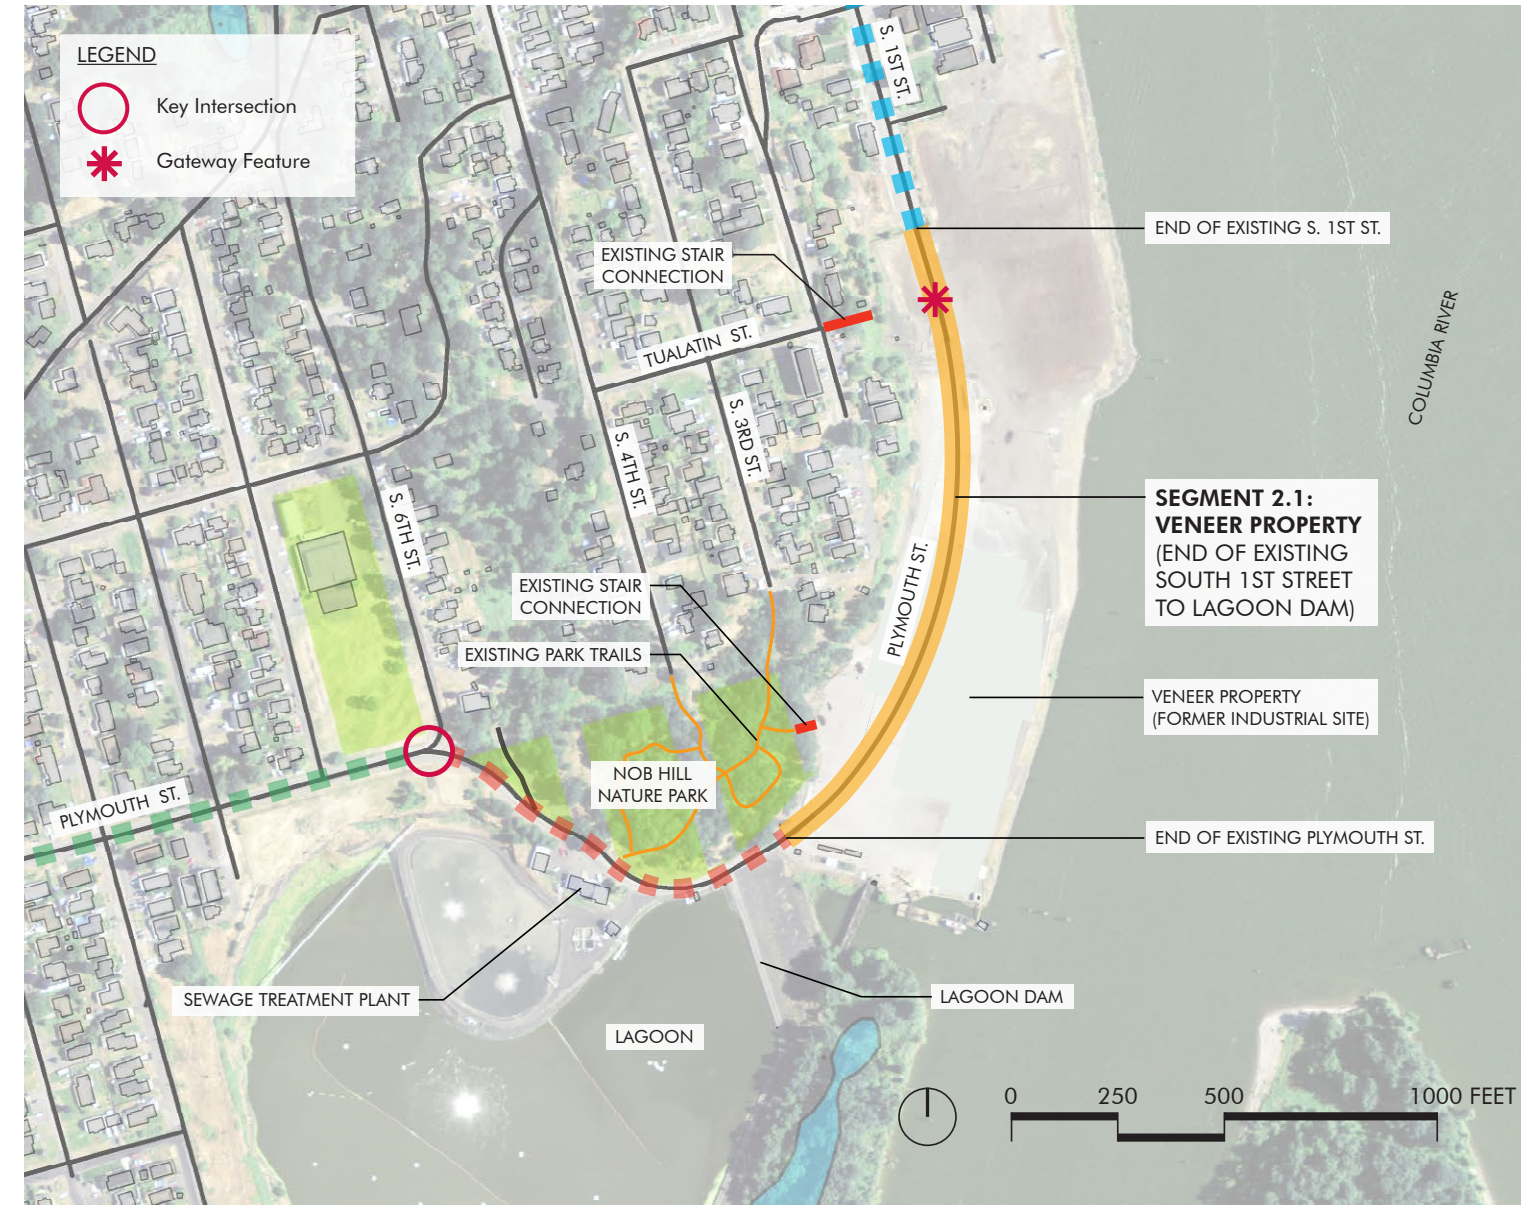 LEGEND
Key Intersection
Gateway Feature
S. 1ST ST.
END OF EXISTING S. 1ST ST.
EXISTING STAIR
CONNECTION
TUALATIN ST.
COLUMBIA RIVER
S. 3RD ST.
S. 4TH ST.
S. 6TH ST.
SEGMENT 2.1:
VENEER PROPERTY
(END OF EXISTING
SOUTH 1ST STREET
TO LAGOON DAM)
PLYMOUTH ST.
EXISTING STAIR
CONNECTION
EXISTING PARK TRAILS
VENEER PROPERTY
(FORMER INDUSTRIAL SITE)
NOB HILL
NATURE PARK
PLYMOUTH ST.
END OF EXISTING PLYMOUTH ST.
SEWAGE TREATMENT PLANT
LAGOON DAM
LAGOON
0 250 500 1000 FEET